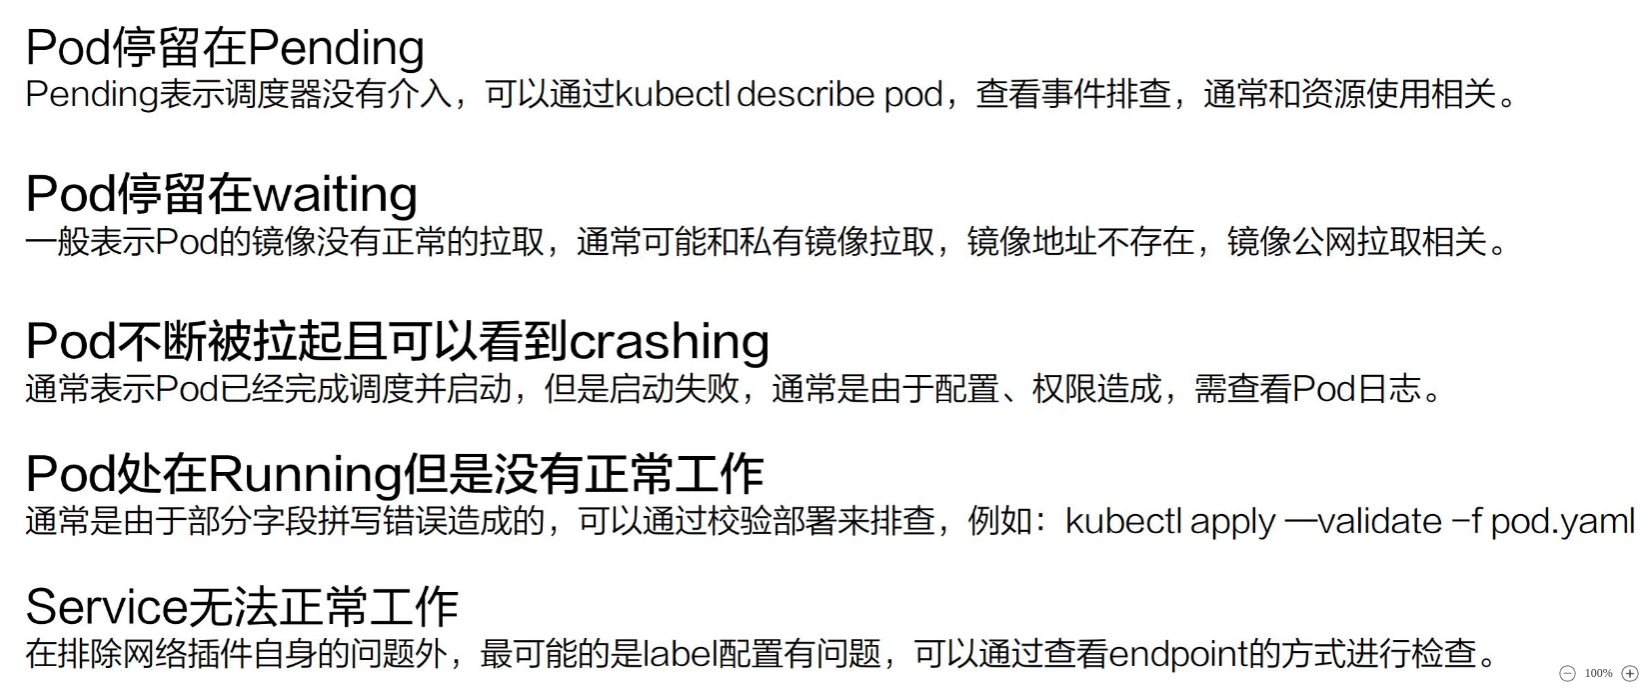 Pod停留在Pending
Pending表示调度器没有介入，可以通过kubectl describe pod，查看事件排查，通常和资源使用相关。
Pod停留在waiting
一般表示Pod的镜像没有正常的拉取，通常可能和私有镜像拉取，镜像地址不存在，镜像公网拉取相关。
Pod不断被拉起且可以看到crashing
通常表示Pod已经完成调度并启动，但是启动失败，通常是由于配置、权限造成，需查看Pod日志。
Pod处在Running但是没有正常工作
通常是由于部分字段拼写错误造成的，可以通过校验部署来排查，例如：kubectl apply —validate –f pod.yaml
Service无法正常工作
在排除网络插件自身的问题外，最可能的是label配置有问题，可以通过查看endpoint的方式进行检查。
100%